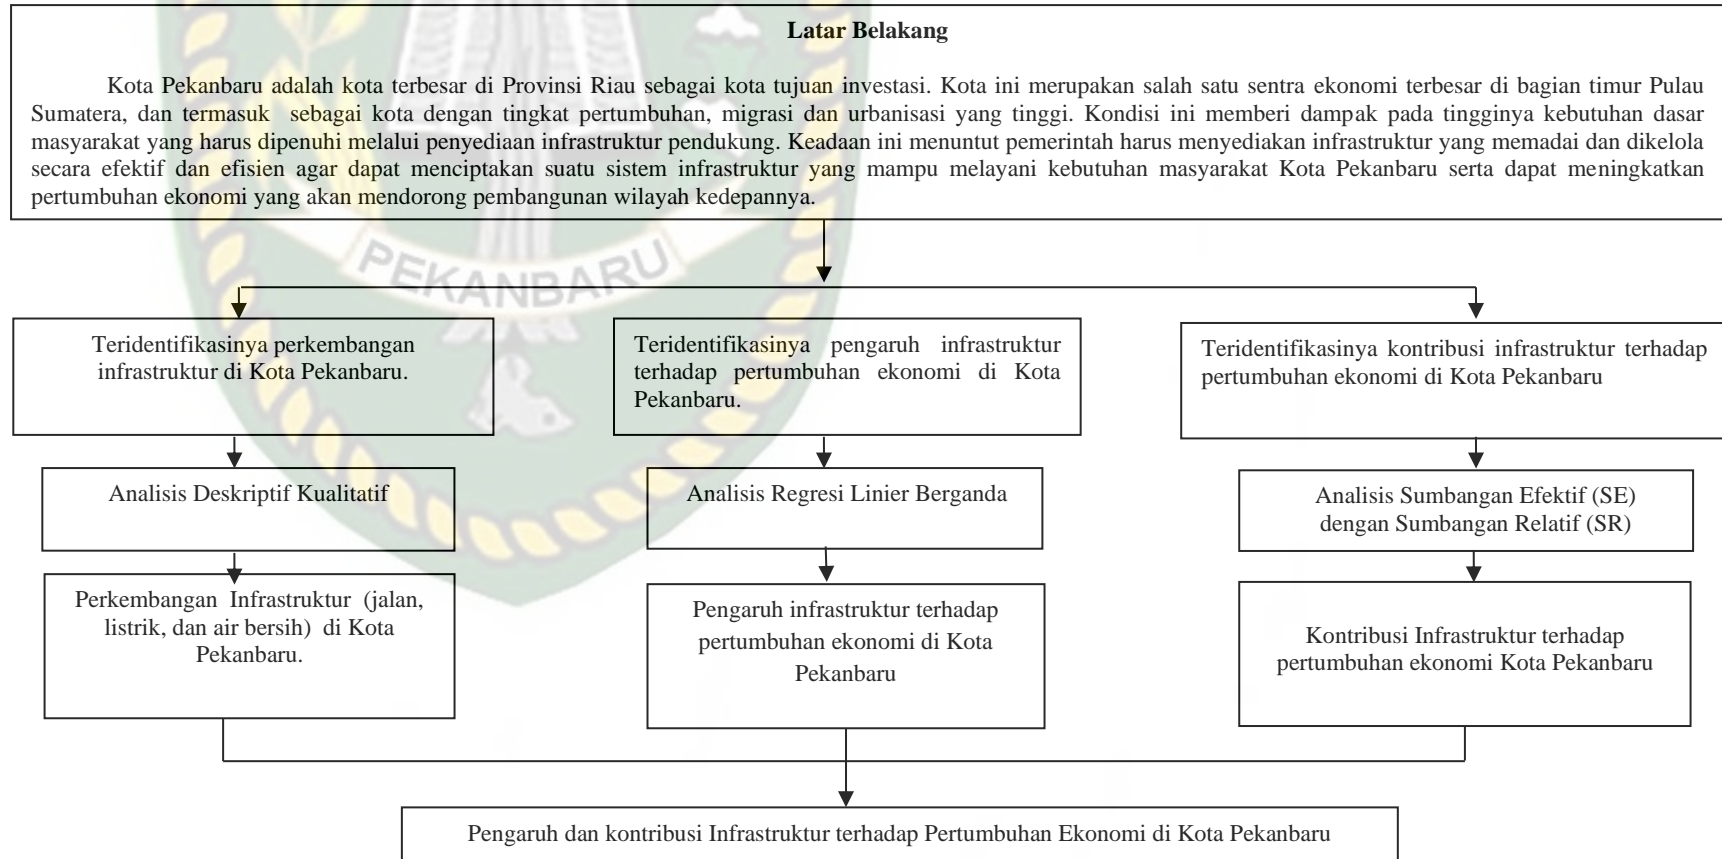 Latar Belakang
Kota Pekanbaru adalah kota terbesar di Provinsi Riau sebagai kota tujuan investasi. Kota ini merupakan salah satu sentra ekonomi terbesar di bagian timur Pulau
Sumatera, dan termasuk sebagai kota dengan tingkat pertumbuhan, migrasi dan urbanisasi yang tinggi. Kondisi ini memberi dampak pada tingginya kebutuhan dasar
masyarakat yang harus dipenuhi melalui penyediaan infrastruktur pendukung. Keadaan ini menuntut pemerintah harus menyediakan infrastruktur yang memadai dan dikelola
secara efektif dan efisien agar dapat menciptakan suatu sistem infrastruktur yang mampu melayani kebutuhan masyarakat Kota Pekanbaru serta dapat meningkatkan
pertumbuhan ekonomi yang akan mendorong pembangunan wilayah kedepannya.
PEKANBARU
Teridentifikasinya perkembangan
infrastruktur di Kota Pekanbaru.
Teridentifikasinya pengaruh infrastruktur
terhadap pertumbuhan ekonomi di Kota
Pekanbaru.
Teridentifikasinya kontribusi infrastruktur terhadap
pertumbuhan ekonomi di Kota Pekanbaru
Analisis Deskriptif Kualitatif
Analisis Regresi Linier Berganda
Analisis Sumbangan Efektif (SE)
dengan Sumbangan Relatif (SR)
Perkembangan Infrastruktur (jalan,
listrik, dan air bersih) di Kota
Pekanbaru.
Pengaruh infrastruktur terhadap
pertumbuhan ekonomi di Kota
Pekanbaru
Kontribusi Infrastruktur terhadap
pertumbuhan ekonomi Kota Pekanbaru
Pengaruh dan kontribusi Infrastruktur terhadap Pertumbuhan Ekonomi di Kota Pekanbaru